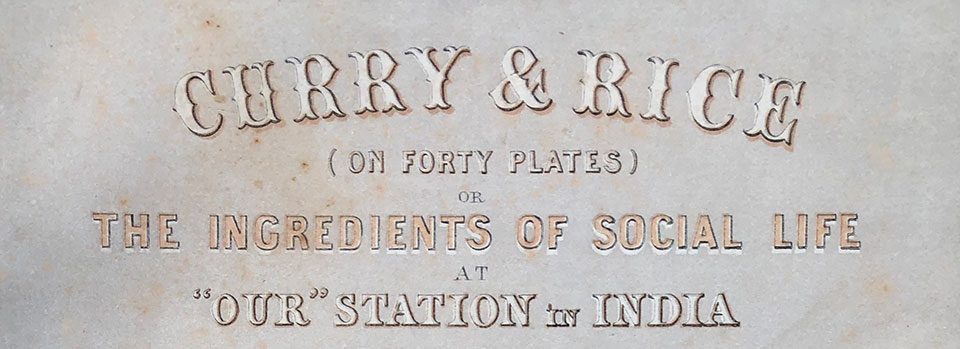 CURRY & RICE
(ON FORTY PLATES)
OR
THE INGREDIENTS OF SOCIAL LIFE
AT
"OUR" STATION in INDIA